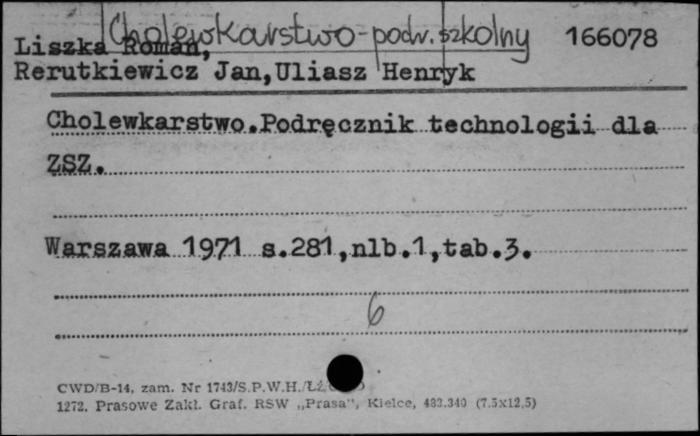 Cholewkarstwo - podr. szkolny
Liszka Roman, 166078
Rerutkiewicz Jan,Uliasz Henryk
Cholewkarstwo.Podręcznik technologii dla
ZSZ.
Warszawa 1971 s.281,nlb.1,tab.3.
6
CWD/B-14, zam. Nr 1743/S.P.W.H./
1272. Prasowe Zakł. Graf. RSW „Prasa", Kielce, 483.340 (7.5x12.5)